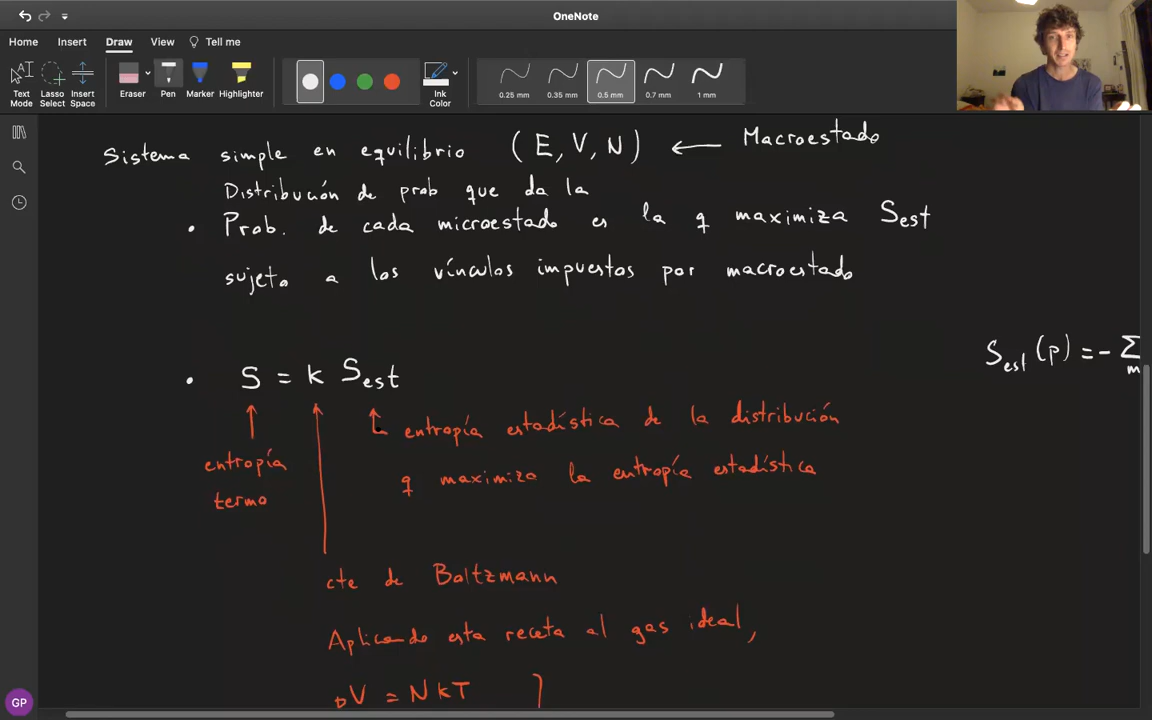 OneNote
Home Insert Draw View Tell me
Text Mode
Lasso Select
Insert Space
Eraser
Pen
Marker
Highlighter
Ink Color
0.25 mm
0.35 mm
0.5 mm
0.7 mm
1 mm
Sistema simple en equilibrio (E, V, N) ← Macroestado
Distribución de prob que da la
• Prob. de cada microestado es la q maximiza Sest
sujeto a los vínculos impuestos por macroestado
Sest (p) = - Σ
m
• S = k Sest
entropía estadística de la distribución
q maximiza la entropía estadística
entropía
termo
cte de Boltzmann
Aplicando esta receta al gas ideal,
pV = NkT ]
GP